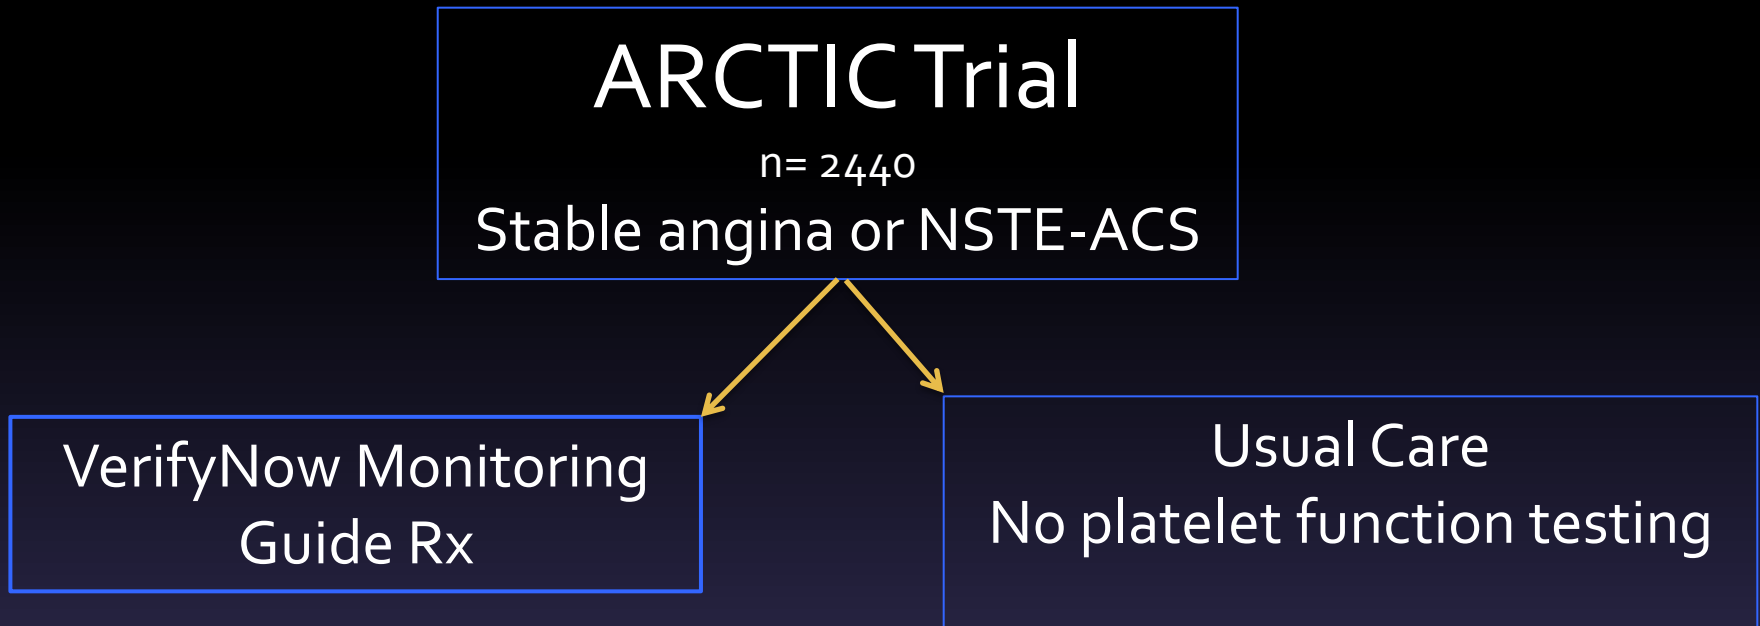 ARCTIC Trial
n= 2440
Stable angina or NSTE-ACS
VerifyNow Monitoring
Guide Rx
Usual Care
No platelet function testing